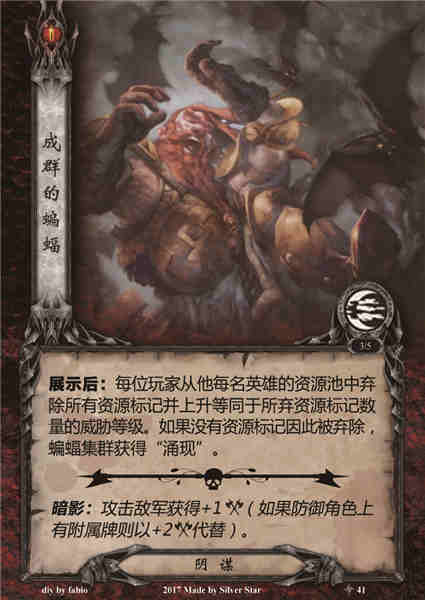 成群的蝙蝠
3/5
展示后：每位玩家从他每名英雄的资源池中弃
除所有资源标记并上升等同于所弃资源标记数
量的威胁等级。如果没有资源标记因此被弃除，
蝙蝠集群获得“涌现”。
暗影：攻击敌军获得+1 （如果防御角色上
有附属牌则以+2 代替）。
阴谋
diy by fabio
2017 Made by Silver Star
41